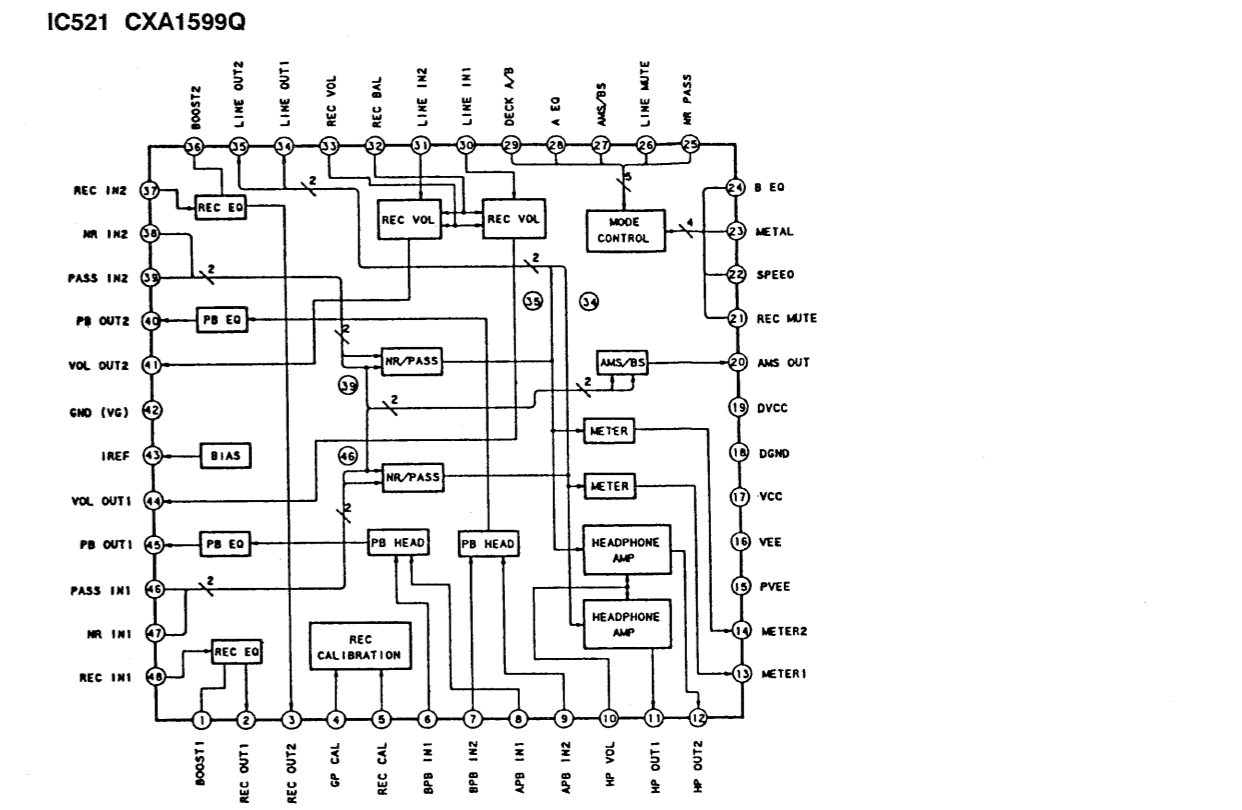 IC521 CXA1599Q
BOOST2
LINE OUT2
LINE OUT1
REC VOL
REC BAL
LINE IN2
LINE IN1
DECK A/B
A EQ
AMS/BS
LINE MUTE
NR PASS
36
35
34
33
32
31
30
29
28
27
26
25
REC IN2
37
REC EQ
2
REC VOL
REC VOL
5
MODE
CONTROL
24
B EQ
NR IN2
38
4
23
METAL
PASS IN2
39
2
2
22
SPEED
35
34
PB OUT2
40
PB EQ
2
21
REC MUTE
VOL OUT2
41
NR/PASS
AMS/BS
20
AMS OUT
39
2
2
GND (VG)
42
19
DVCC
METER
IREF
43
BIAS
46
18
DGND
NR/PASS
METER
VOL OUT1
44
2
17
VCC
PB OUT1
45
PB EQ
PB HEAD
PB HEAD
HEADPHONE
AMP
16
VEE
PASS IN1
46
2
15
PVEE
HEADPHONE
AMP
NR IN1
47
REC
CALIBRATION
14
METER2
REC EQ
REC IN1
48
13
METER1
1
2
3
4
5
6
7
8
9
10
11
12
BOOST1
REC OUT1
REC OUT2
GP CAL
REC CAL
BPB IN1
BPB IN2
APB IN1
APB IN2
HP VOL
HP OUT1
HP OUT2